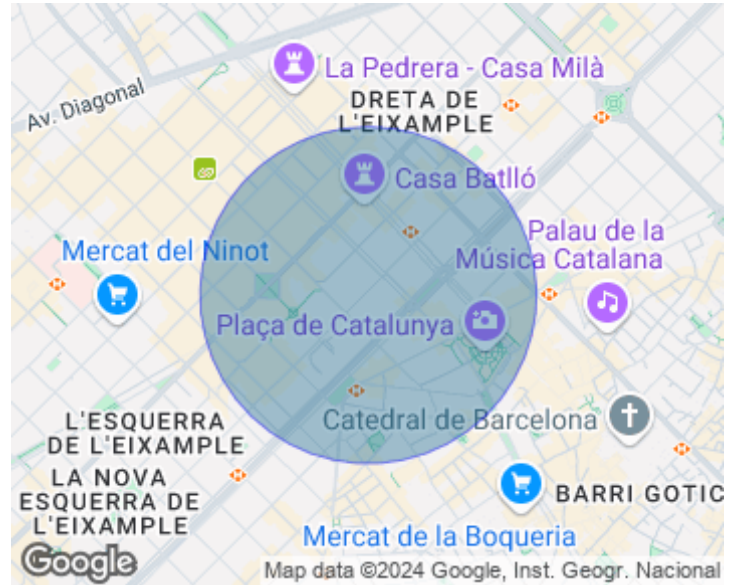 La Pedrera - Casa Milà
Av. Diagonal
DRETA DE
L'EIXAMPLE
Casa Batlló
Mercat del Ninot
Palau de la
Música Catalana
Plaça de Catalunya
L'ESQUERRA
DE L'EIXAMPLE
Catedral de Barcelona
LA NOVA
ESQUERRA DE
L'EIXAMPLE
BARRI GOTIC
Mercat de la Boqueria
Google
Map data ©2024 Google, Inst. Geogr. Nacional